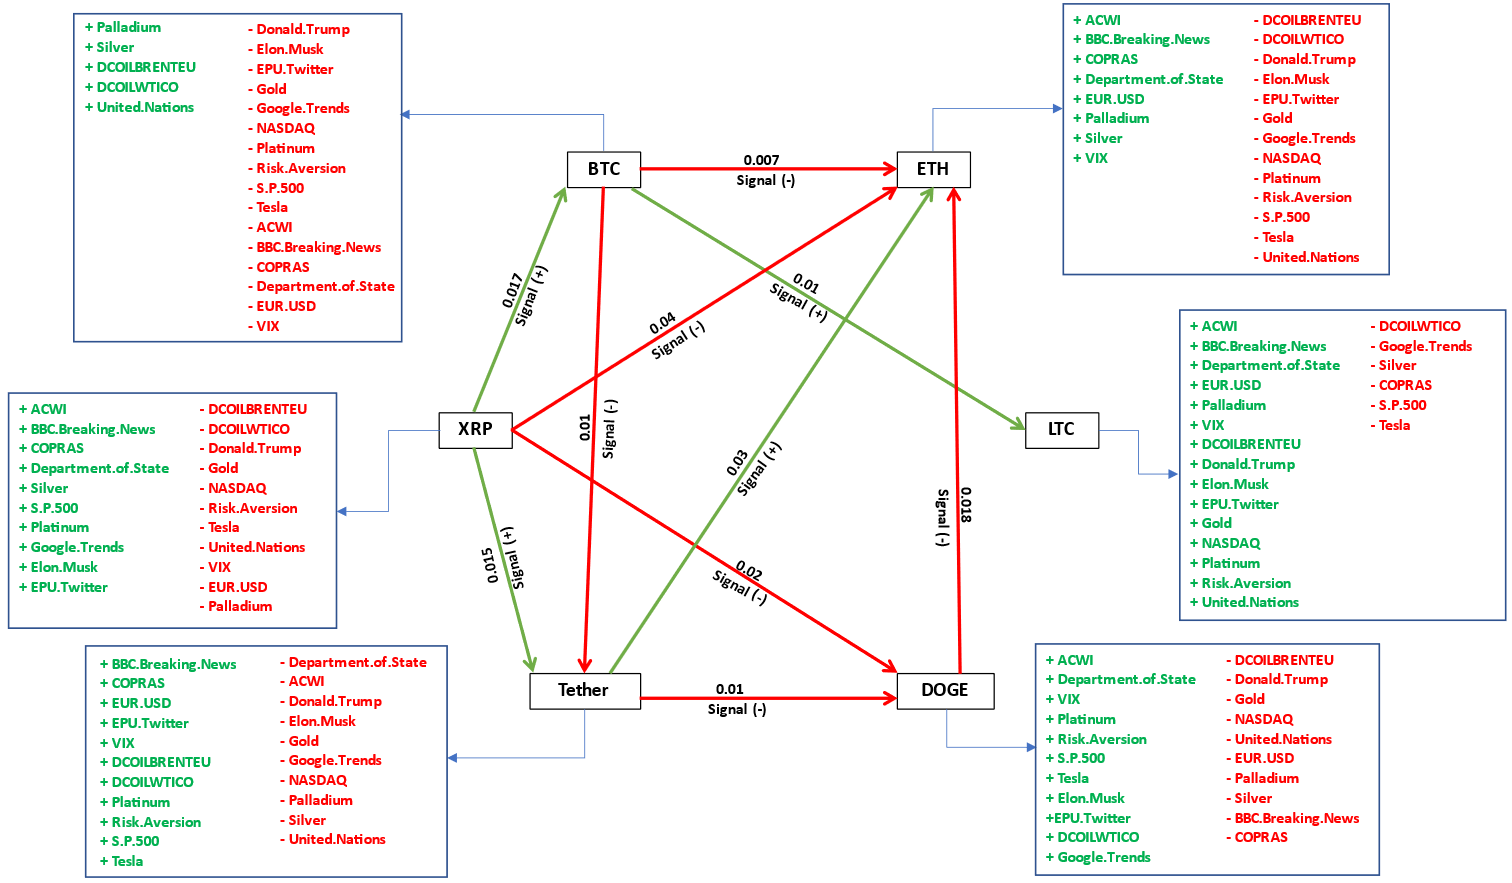 + Palladium
+ Silver
+ DCOILBRENTEU
+ DCOILWTICO
+ United.Nations
- Donald.Trump
- Elon.Musk
- EPU.Twitter
- Gold
- Google.Trends
- NASDAQ
- Platinum
- Risk.Aversion
- S.P.500
- Tesla
- ACWI
- BBC.Breaking.News
- COPRAS
- Department.of.State
- EUR.USD
- VIX
+ ACWI
+ BBC.Breaking.News
+ COPRAS
+ Department.of.State
+ EUR.USD
+ Palladium
+ Silver
+ VIX
- DCOILBRENTEU
- DCOILWTICO
- Donald.Trump
- Elon.Musk
- EPU.Twitter
- Gold
- Google.Trends
- NASDAQ
- Platinum
- Risk.Aversion
- S.P.500
- Tesla
- United.Nations
BTC
0.007
Signal (-)
ETH
0.017
Signal (+)
0.04
Signal (-)
0.01
Signal (+)
+ ACWI
+ BBC.Breaking.News
+ Department.of.State
+ EUR.USD
+ Palladium
+ VIX
+ DCOILBRENTEU
+ Donald.Trump
+ Elon.Musk
+ EPU.Twitter
+ Gold
+ NASDAQ
+ Platinum
+ Risk.Aversion
+ United.Nations
- DCOILWTICO
- Google.Trends
- Silver
- COPRAS
- S.P.500
- Tesla
+ ACWI
+ BBC.Breaking.News
+ COPRAS
+ Department.of.State
+ Silver
+ S.P.500
+ Platinum
+ Google.Trends
+ Elon.Musk
+ EPU.Twitter
- DCOILBRENTEU
- DCOILWTICO
- Donald.Trump
- Gold
- NASDAQ
- Risk.Aversion
- Tesla
- United.Nations
- VIX
- EUR.USD
- Palladium
XRP
0.01
Signal (-)
LTC
0.03
Signal (+)
0.018
Signal (-)
0.015
Signal (+)
0.02
Signal (-)
+ BBC.Breaking.News
+ COPRAS
+ EUR.USD
+ EPU.Twitter
+ VIX
+ DCOILBRENTEU
+ DCOILWTICO
+ Platinum
+ Risk.Aversion
+ S.P.500
+ Tesla
- Department.of.State
- ACWI
- Donald.Trump
- Elon.Musk
- Gold
- Google.Trends
- NASDAQ
- Palladium
- Silver
- United.Nations
Tether
0.01
Signal (-)
DOGE
+ ACWI
+ Department.of.State
+ VIX
+ Platinum
+ Risk.Aversion
+ S.P.500
+ Tesla
+ Elon.Musk
+EPU.Twitter
+ DCOILWTICO
+ Google.Trends
- DCOILBRENTEU
- Donald.Trump
- Gold
- NASDAQ
- United.Nations
- EUR.USD
- Palladium
- Silver
- BBC.Breaking.News
- COPRAS